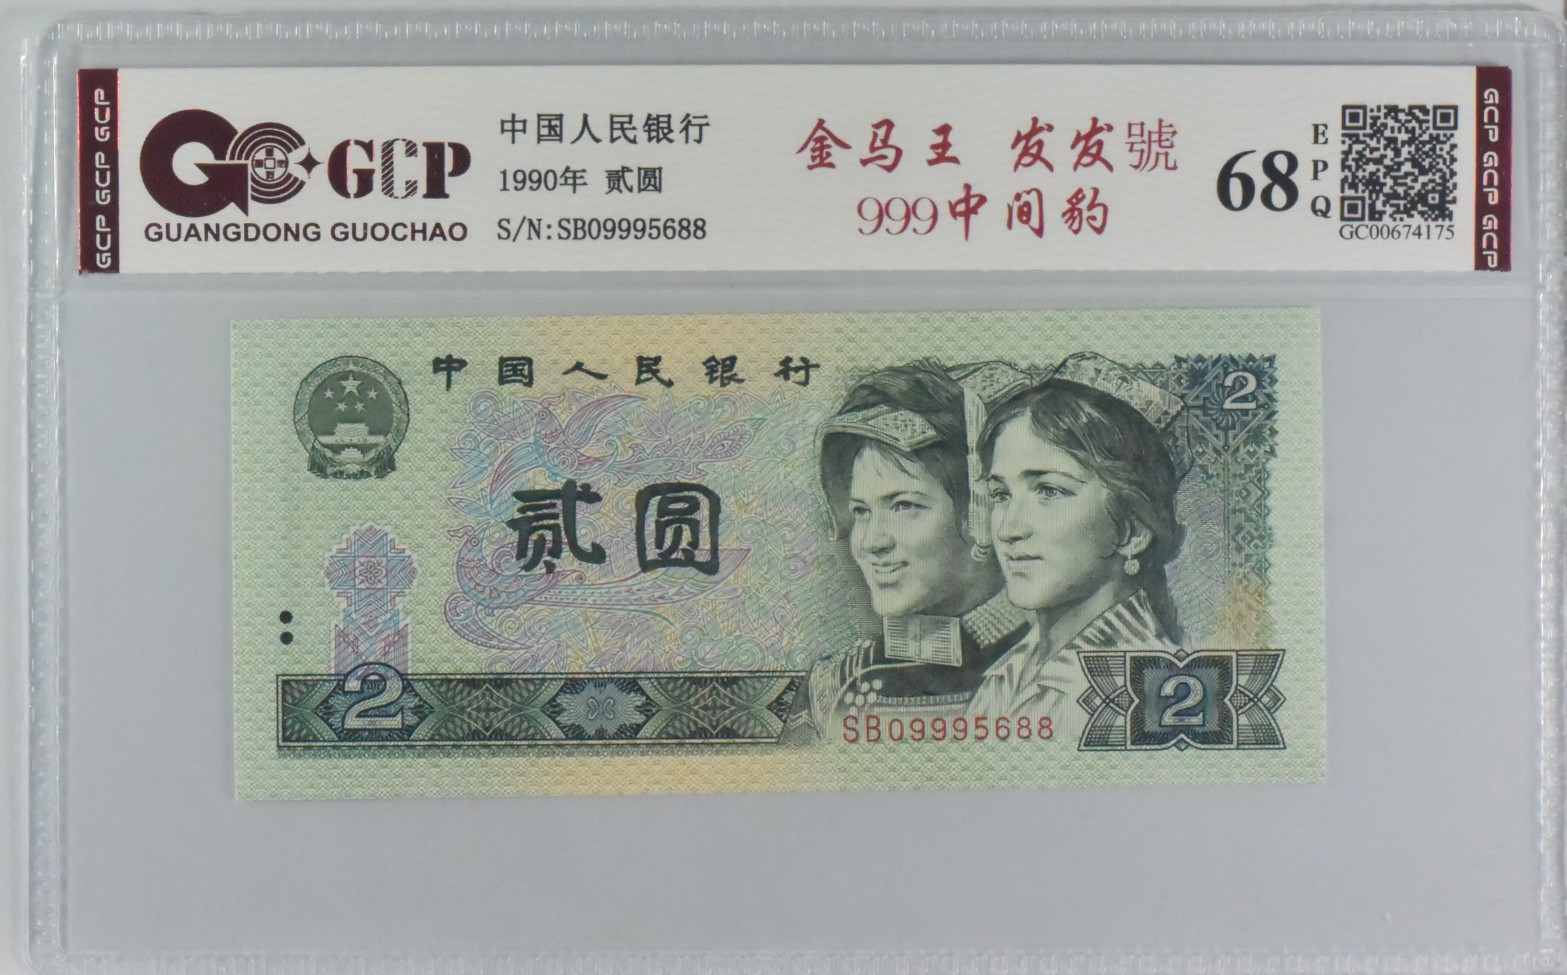 GCP GCP GCP
GCP
GUANGDONG GUOCHAO
中国人民银行
1990年 贰圆
S/N:SB09995688
金马王 发发號
999中间豹
68
EPQ
GC00674175
GCP GCP GCP
中国人民银行
2
贰圆
2
SB09995688
2